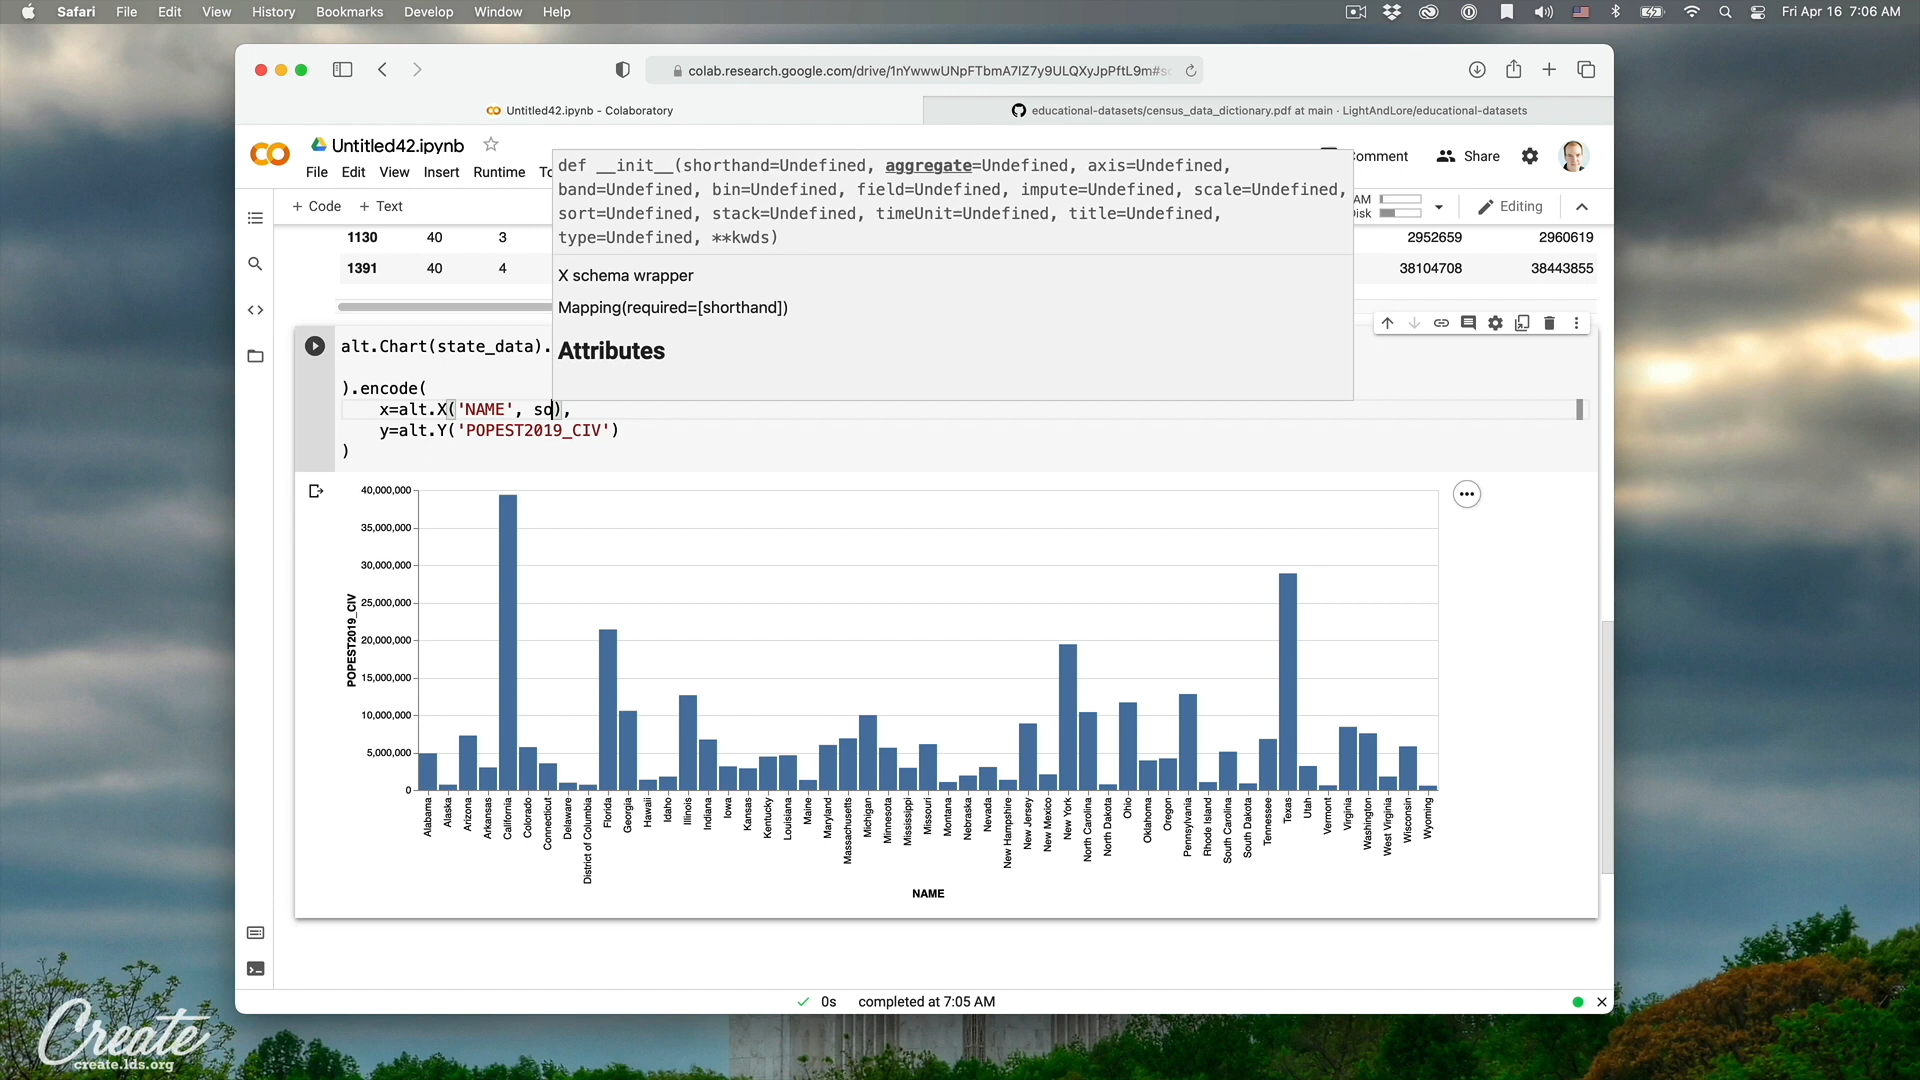 Safari File Edit View History Bookmarks Develop Window Help
Fri Apr 16 7:06 AM
colab.research.google.com/drive/1nYwwwUNpFTbmA7IZ7y9ULQXyJpPftL9m#sc
Untitled42.ipynb - Colaboratory
educational-datasets/census_data_dictionary.pdf at main · LightAndLore/educational-datasets
Untitled42.ipynb
File Edit View Insert Runtime To
omment Share
+ Code + Text
AM
isk
Editing
def __init__(shorthand=Undefined, aggregate=Undefined, axis=Undefined,
band=Undefined, bin=Undefined, field=Undefined, impute=Undefined, scale=Undefined,
sort=Undefined, stack=Undefined, timeUnit=Undefined, title=Undefined,
type=Undefined, **kwds)
X schema wrapper
Mapping(required=[shorthand])
Attributes
1130 40 3 2952659 2960619
1391 40 4 38104708 38443855
alt.Chart(state_data).
).encode(
x=alt.X('NAME', so),
y=alt.Y('POPEST2019_CIV')
)
40,000,000
35,000,000
30,000,000
25,000,000
20,000,000
15,000,000
10,000,000
5,000,000
0
POPEST2019_CIV
Alabama
Alaska
Arizona
Arkansas
California
Colorado
Connecticut
Delaware
District of Columbia
Florida
Georgia
Hawaii
Idaho
Illinois
Indiana
Iowa
Kansas
Kentucky
Louisiana
Maine
Maryland
Massachusetts
Michigan
Minnesota
Mississippi
Missouri
Montana
Nebraska
Nevada
New Hampshire
New Jersey
New Mexico
New York
North Carolina
North Dakota
Ohio
Oklahoma
Oregon
Pennsylvania
Rhode Island
South Carolina
South Dakota
Tennessee
Texas
Utah
Vermont
Virginia
Washington
West Virginia
Wisconsin
Wyoming
NAME
0s completed at 7:05 AM
Create
create.lds.org